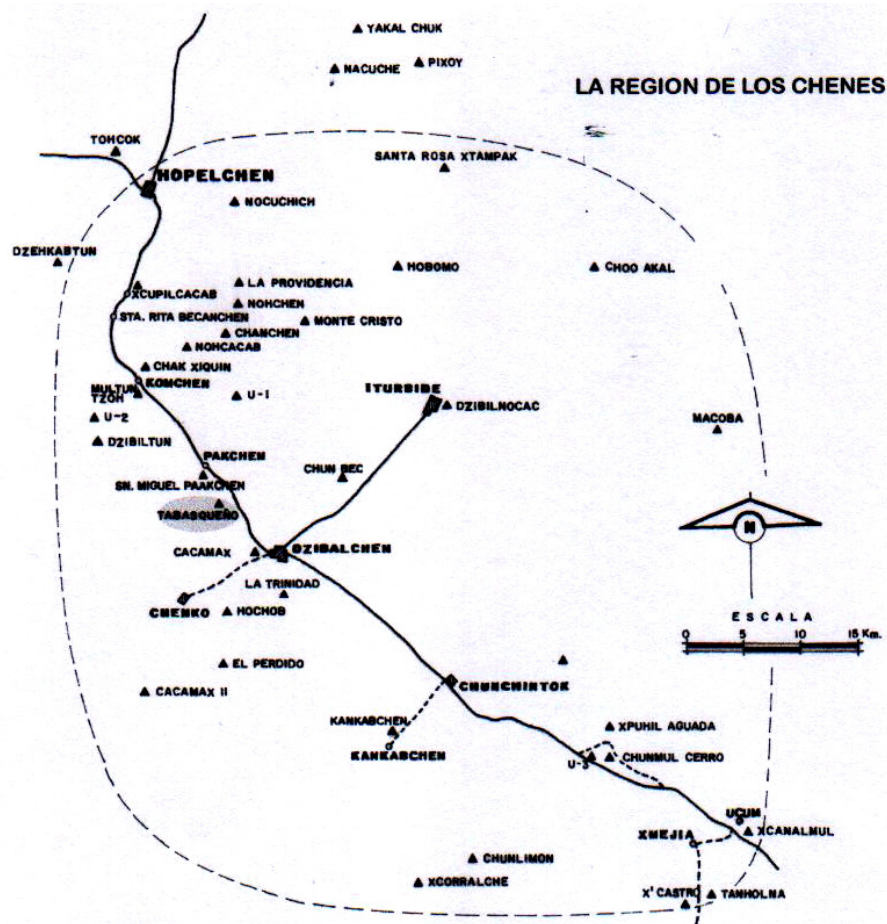 YAKAL CHUK
NACUCHE
PIXOY
LA REGION DE LOS CHENES
TOHCOK
SANTA ROSA XTAMPAK
HOPELCHEN
NOCUCHICH
DZEHKABTUN
HOBOMO
CHOO AKAL
LA PROVIDENCIA
XCUPILCACAB
NOHCHEN
STA. RITA BECANCHEN
MONTE CRISTO
CHANCHEN
NOHCACAB
CHAK XIQUIN
KOMCHEN
MULTUN
TZOH
U-1
ITURBIDE
DZIBILNOCAC
U-2
MACOBA
DZIBILTUN
PAKCHEN
CHUN BEC
SN. MIGUEL PAAKCHEN
TABASQUEÑO
N
CACAMAX
DZIBALCHEN
LA TRINIDAD
CHENKO
HOCHOB
ESCALA
0 5 10 15 Km.
EL PERDIDO
CACAMAX II
CHUNCHINTOK
KANKABCHEN
KANKABCHEN
XPUHIL AGUADA
U-3
CHUNMUL CERRO
UCUM
XMEJIA
XCANALMUL
CHUNLIMON
XCORRALCHE
X'CASTRO
TANHOLNA